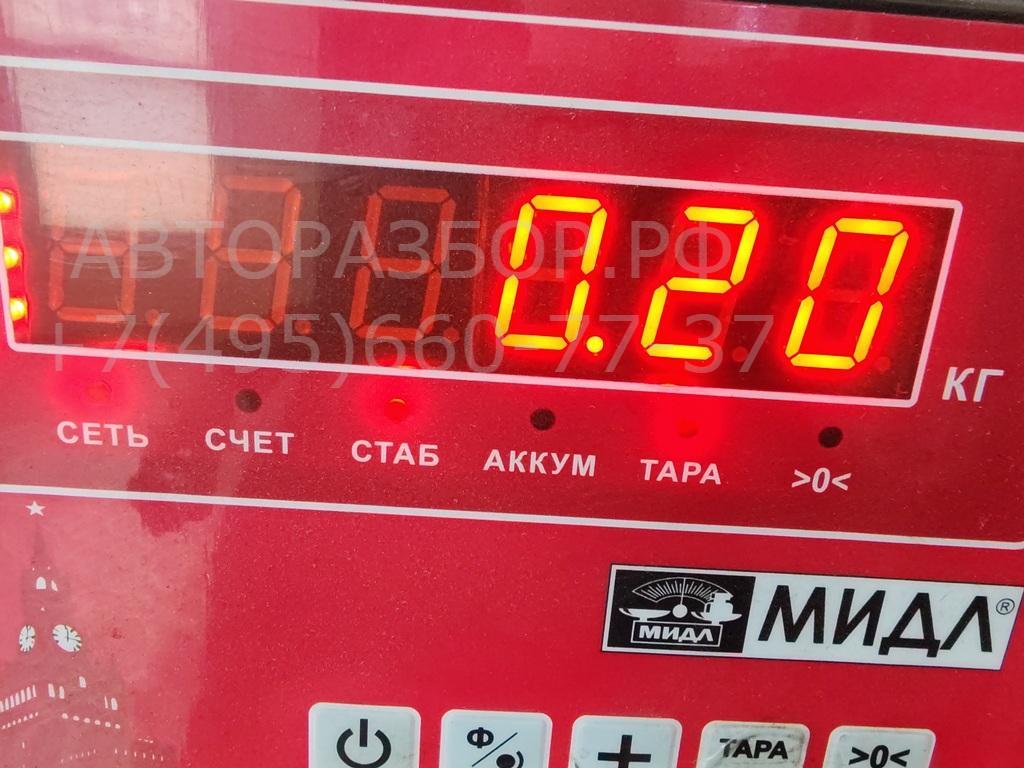 АВТОРАЗБОР.РФ
+7(495)660-77-37
0.20
КГ
СЕТЬ СЧЕТ СТАБ АККУМ ТАРА >0<
МИДЛ МИДЛ®
Ф/ + ТАРА >0<